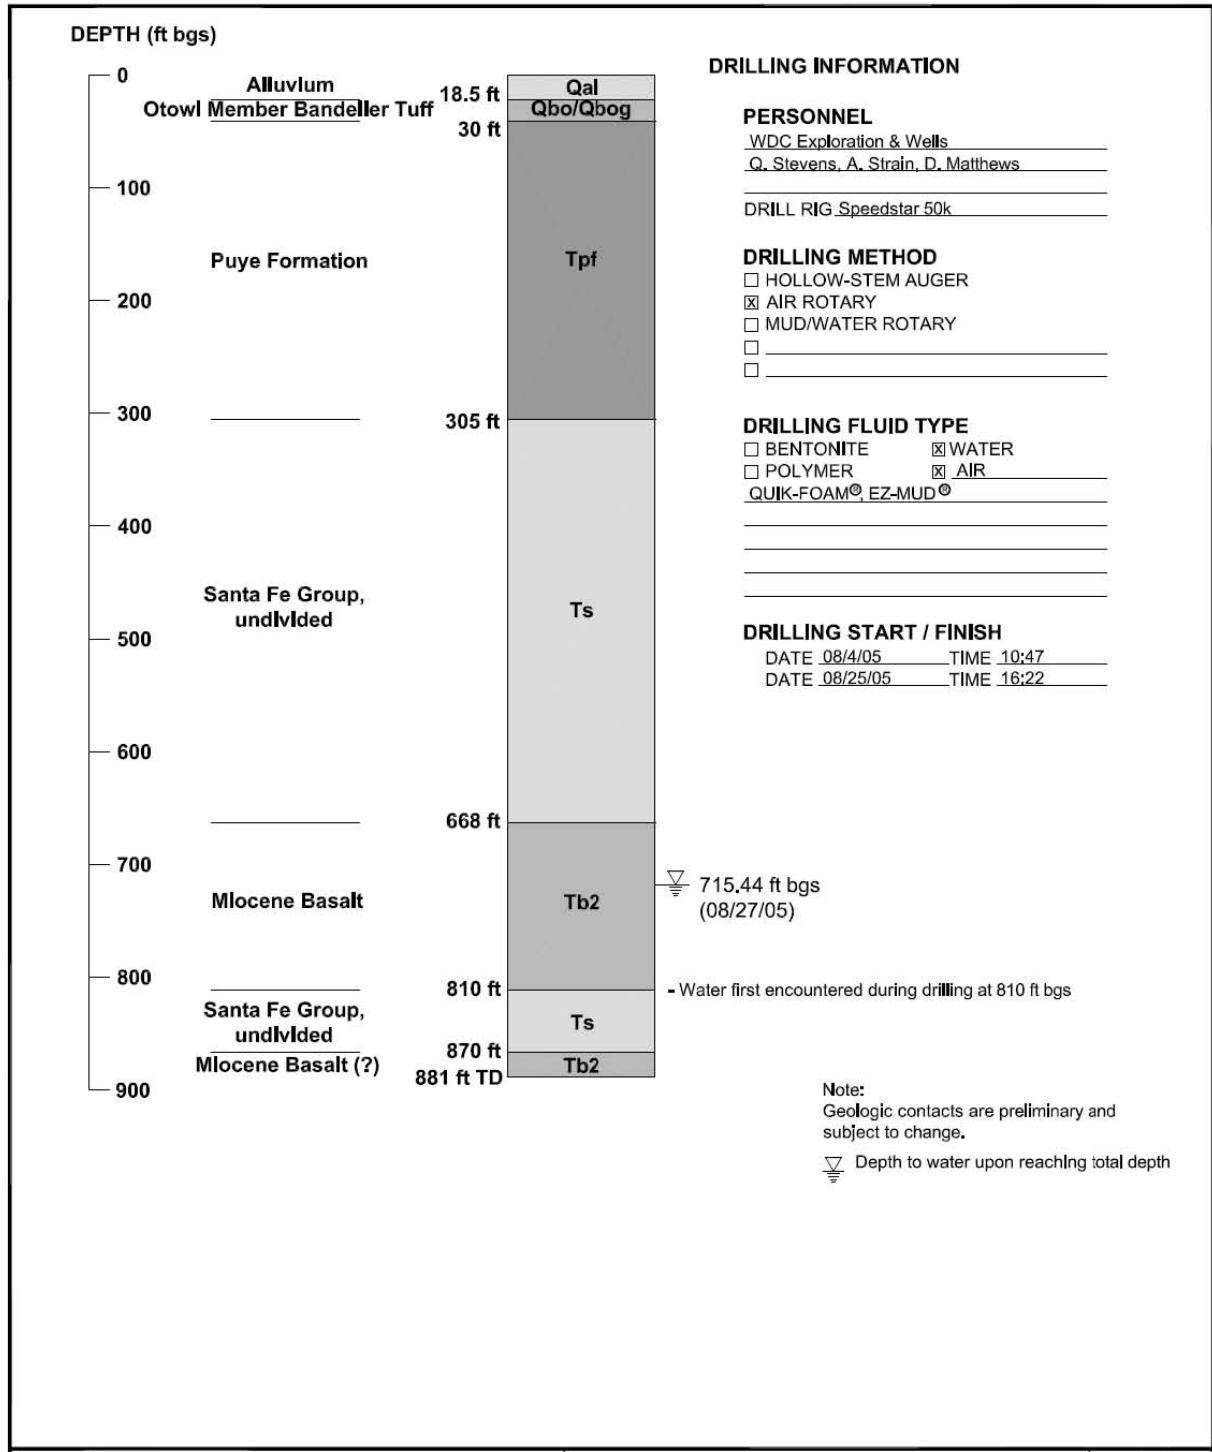 DEPTH (ft bgs)
0
Alluvium
18.5 ft
Qal
Otowi Member Bandelier Tuff
Qbo/Qbog
30 ft
100
Puye Formation
Tpf
200
300
305 ft
400
Santa Fe Group,
undivided
Ts
500
600
668 ft
700
Miocene Basalt
Tb2
715.44 ft bgs
(08/27/05)
800
810 ft
- Water first encountered during drilling at 810 ft bgs
Santa Fe Group,
undivided
Ts
870 ft
Miocene Basalt (?)
Tb2
881 ft TD
900
DRILLING INFORMATION
PERSONNEL
WDC Exploration & Wells
Q. Stevens, A. Strain, D. Matthews
DRILL RIG Speedstar 50k
DRILLING METHOD
☐ HOLLOW-STEM AUGER
☒ AIR ROTARY
☐ MUD/WATER ROTARY
☐
☐
DRILLING FLUID TYPE
☐ BENTONITE ☒ WATER
☐ POLYMER ☒ AIR
QUIK-FOAM®, EZ-MUD®
DRILLING START / FINISH
DATE 08/4/05 TIME 10:47
DATE 08/25/05 TIME 16:22
Note:
Geologic contacts are preliminary and
subject to change.
Depth to water upon reaching total depth